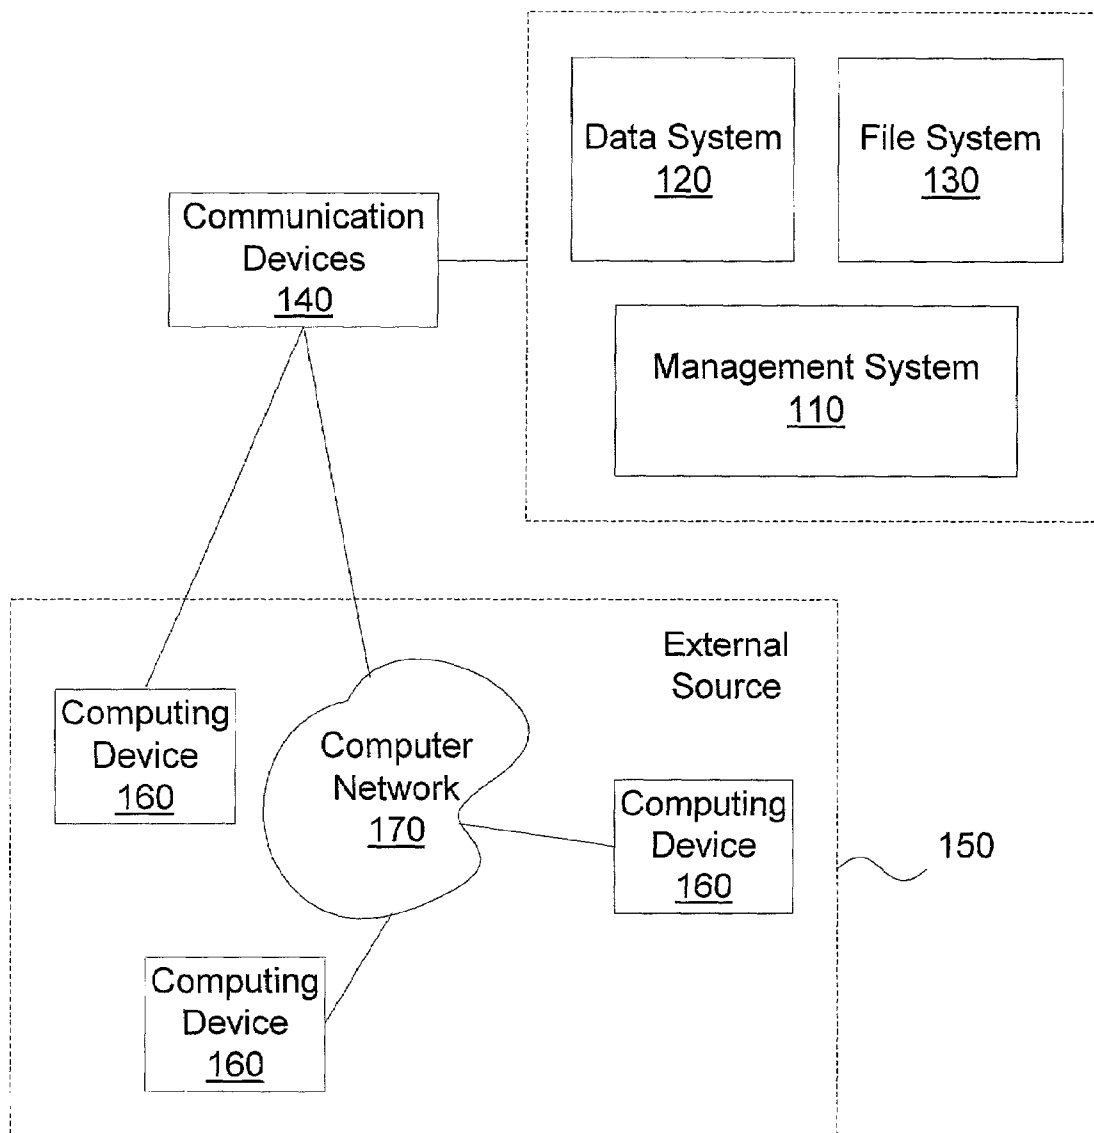 Data System
120
File System
130
Communication
Devices
140
Management System
110
External
Source
Computing
Device
160
Computer
Network
170
Computing
Device
160
150
Computing
Device
160